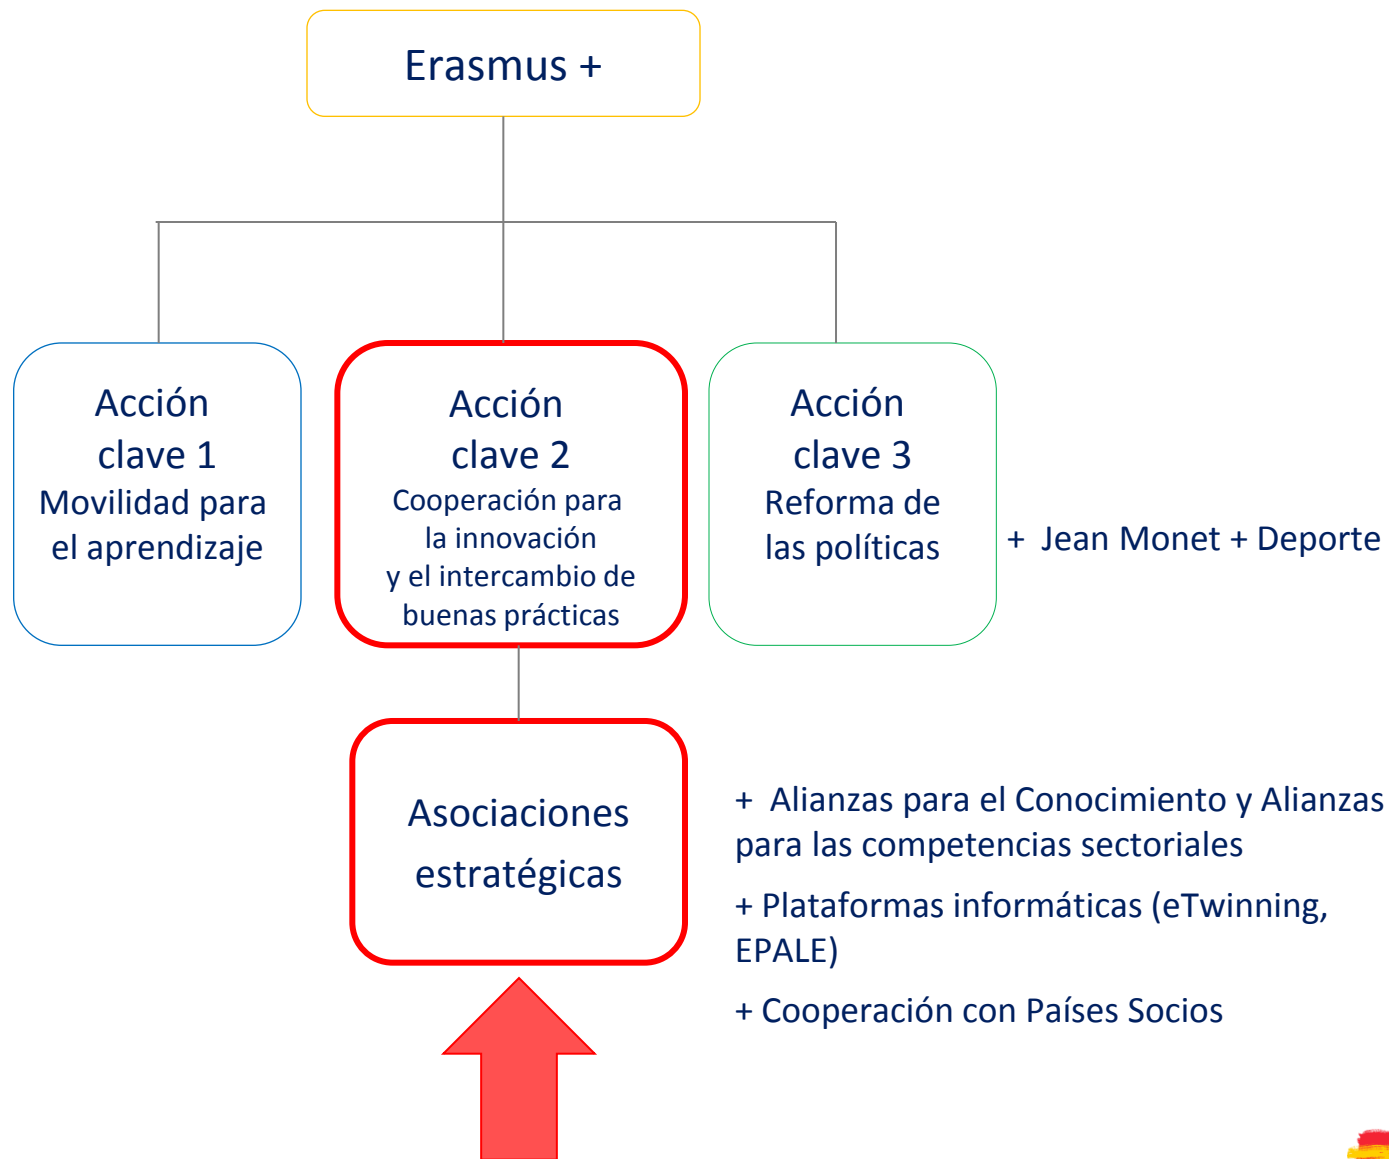 Erasmus +
Acción
clave 1
Movilidad para
el aprendizaje
Acción
clave 2
Cooperación para
la innovación
y el intercambio de
buenas prácticas
Acción
clave 3
Reforma de
las políticas
+ Jean Monet + Deporte
Asociaciones
estratégicas
+ Alianzas para el Conocimiento y Alianzas
para las competencias sectoriales
+ Plataformas informáticas (eTwinning,
EPALE)
+ Cooperación con Países Socios